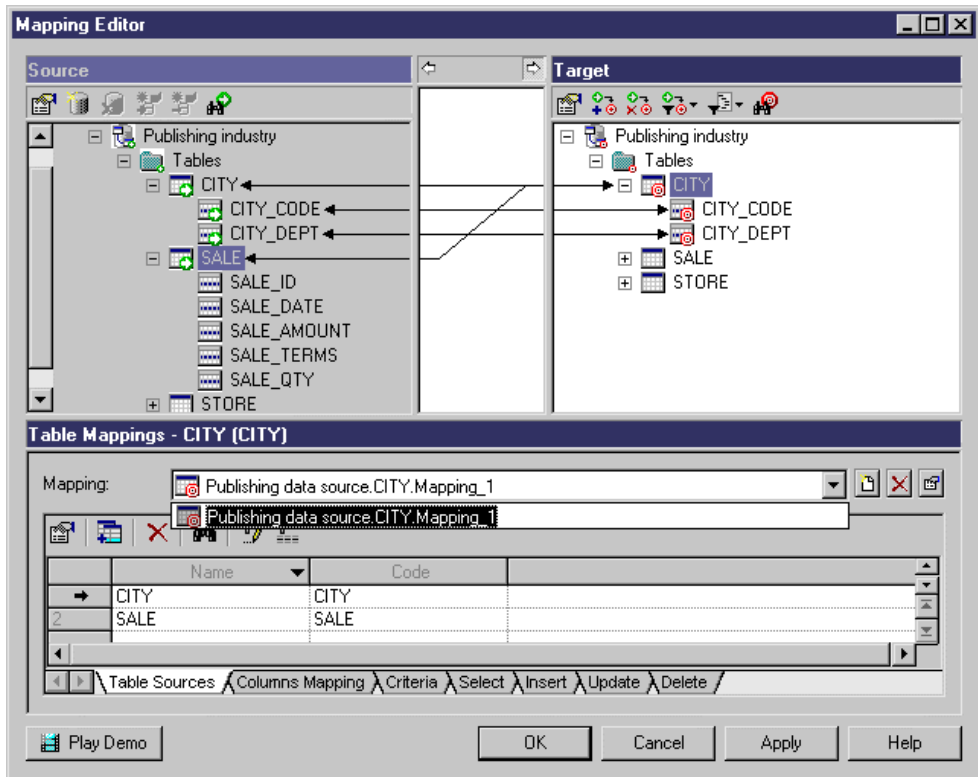 Mapping Editor
Source
Target
Publishing industry
Tables
CITY
CITY_CODE
CITY_DEPT
SALE
SALE_ID
SALE_DATE
SALE_AMOUNT
SALE_TERMS
SALE_QTY
STORE
Publishing industry
Tables
CITY
CITY_CODE
CITY_DEPT
SALE
STORE
Table Mappings - CITY (CITY)
Mapping: Publishing data source.CITY.Mapping_1
Publishing data source.CITY.Mapping_1
Name Code
CITY CITY
2 SALE SALE
Table Sources Columns Mapping Criteria Select Insert Update Delete
Play Demo OK Cancel Apply Help